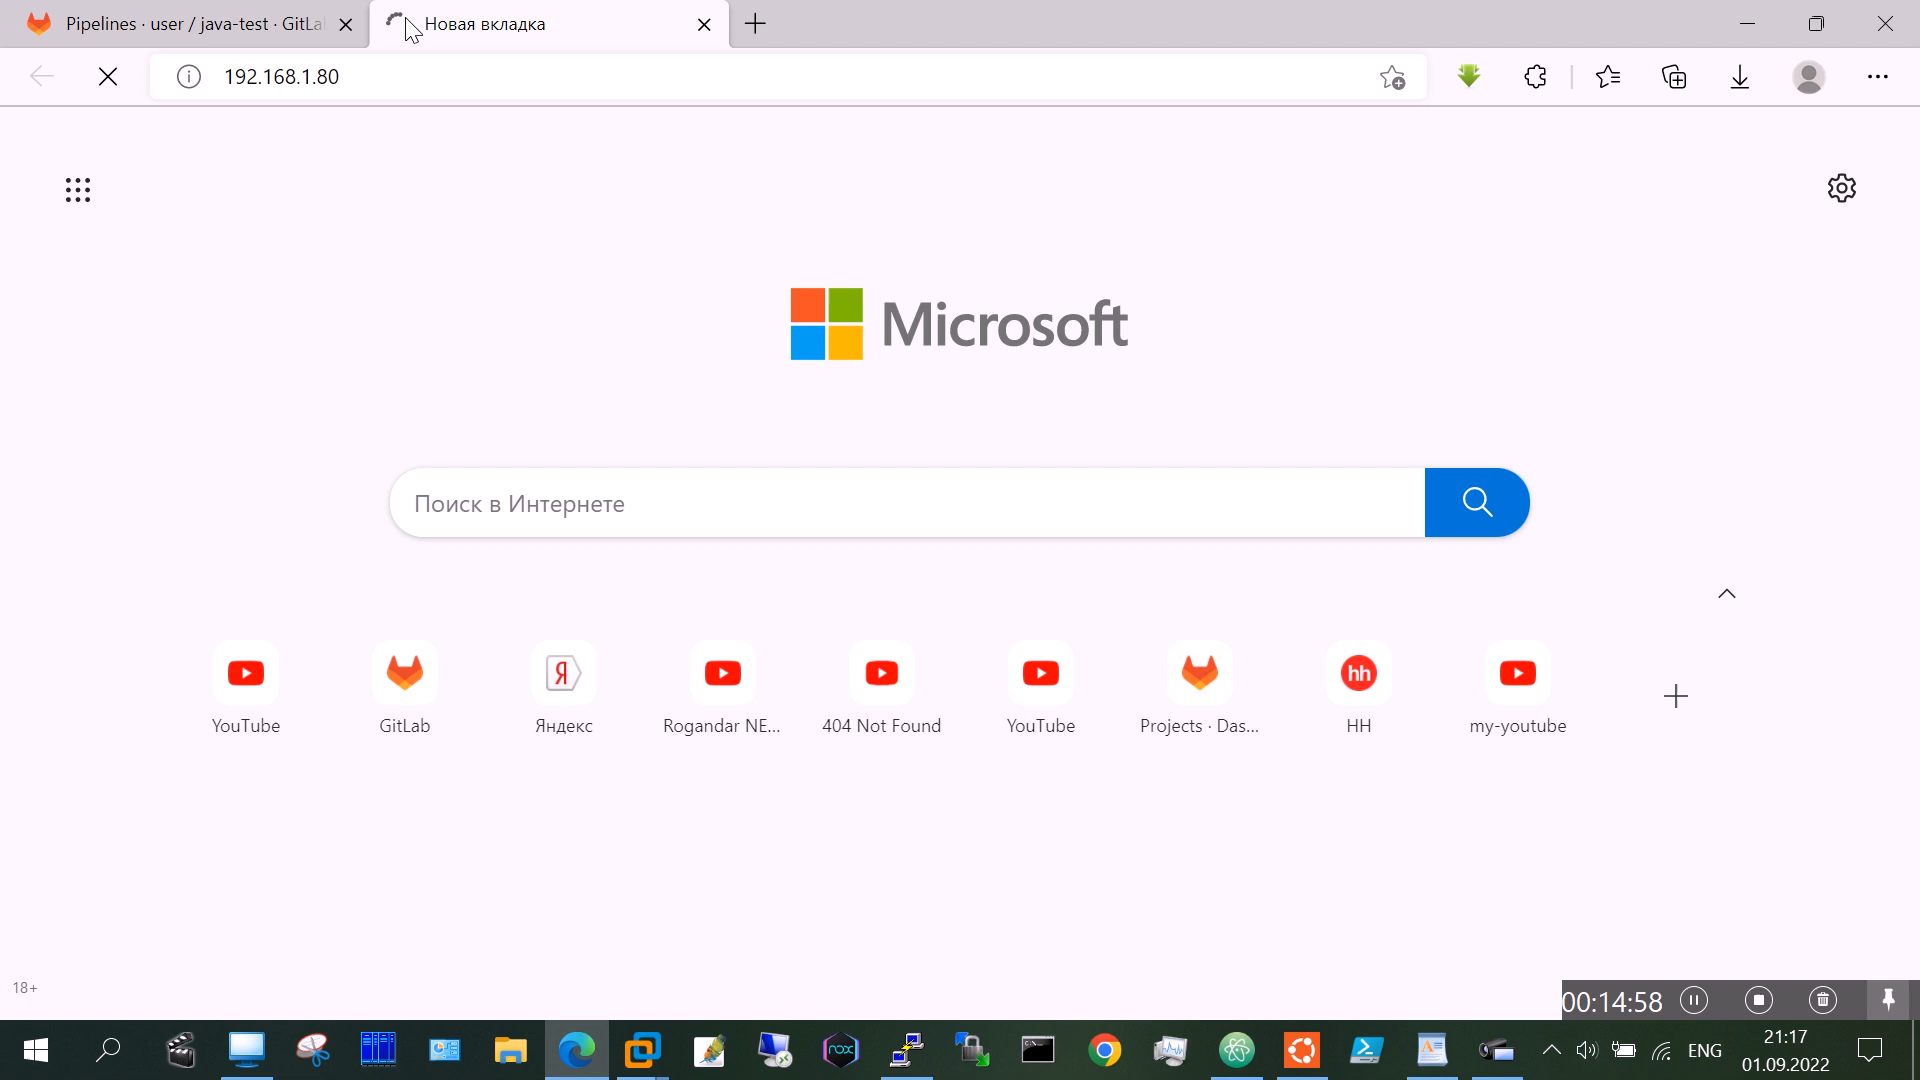 Pipelines · user / java-test · GitLa
Новая вкладка
192.168.1.80
Microsoft
Поиск в Интернете
YouTube
GitLab
Яндекс
Rogandar NE...
404 Not Found
YouTube
Projects · Das...
HH
my-youtube
18+
00:14:58
ENG
21:17
01.09.2022